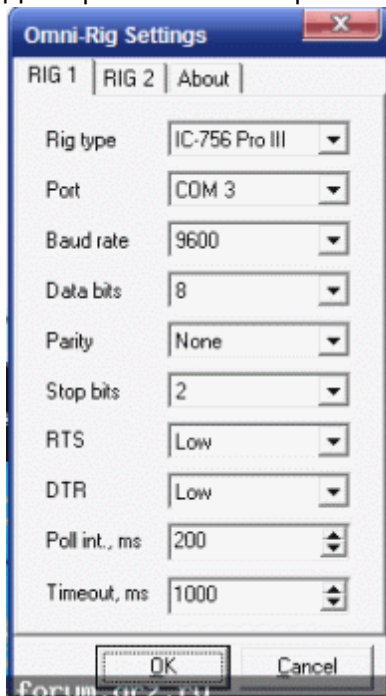 Omni-Rig Settings
RIG 1 RIG 2 About
Rig type IC-756 Pro III
Port COM 3
Baud rate 9600
Data bits 8
Parity None
Stop bits 2
RTS Low
DTR Low
Poll int., ms 200
Timeout, ms 1000
OK Cancel